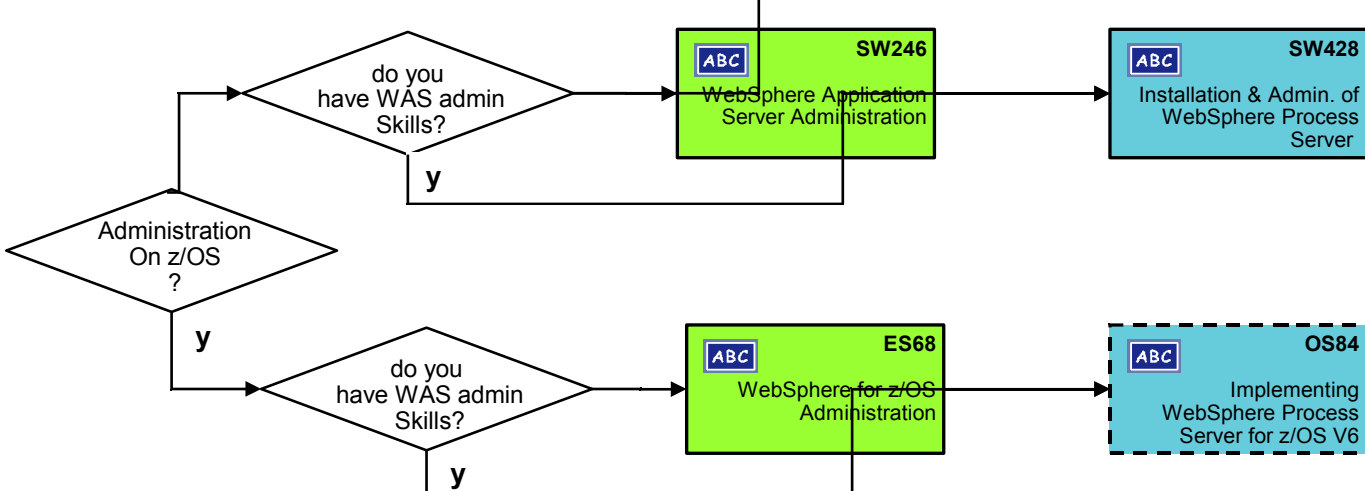 do you
have WAS admin
Skills?
y
ABC
SW246
WebSphere Application
Server Administration
ABC
SW428
Installation & Admin. of
WebSphere Process
Server
Administration
On z/OS
?
y
do you
have WAS admin
Skills?
y
ABC
ES68
WebSphere for z/OS
Administration
ABC
OS84
Implementing
WebSphere Process
Server for z/OS V6